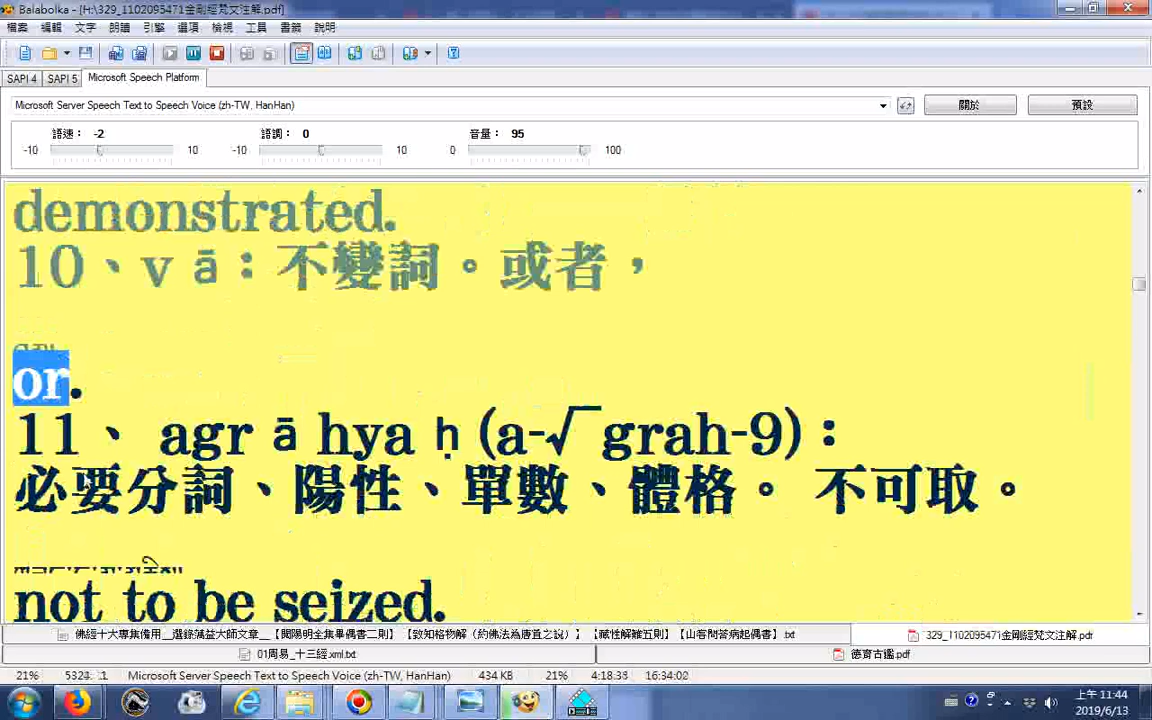 Balabolka - [H:\329_1102095471金剛經梵文注解.pdf]
檔案 編輯 文字 朗讀 引擎 選項 檢視 工具 書籤 說明
SAPI 4 SAPI 5 Microsoft Speech Platform
Microsoft Server Speech Text to Speech Voice (zh-TW, HanHan)
關於 預設
語速： -2 語調： 0 音量： 95
-10 10 -10 10 0 100
demonstrated.
10、vā：不變詞。或者，
or.
11、 agrāhyaḥ (a-√grah-9)：
必要分詞、陽性、單數、體格。 不可取。
not to be seized.
329_1102095471金剛經梵文注解.pdf
01周易_十三經.xml.txt 德育古鑑.pdf
21% Microsoft Server Speech Text to Speech Voice (zh-TW, HanHan) 434 KB 21% 4:18:38 16:34:02
上午 11:44
2019/6/13